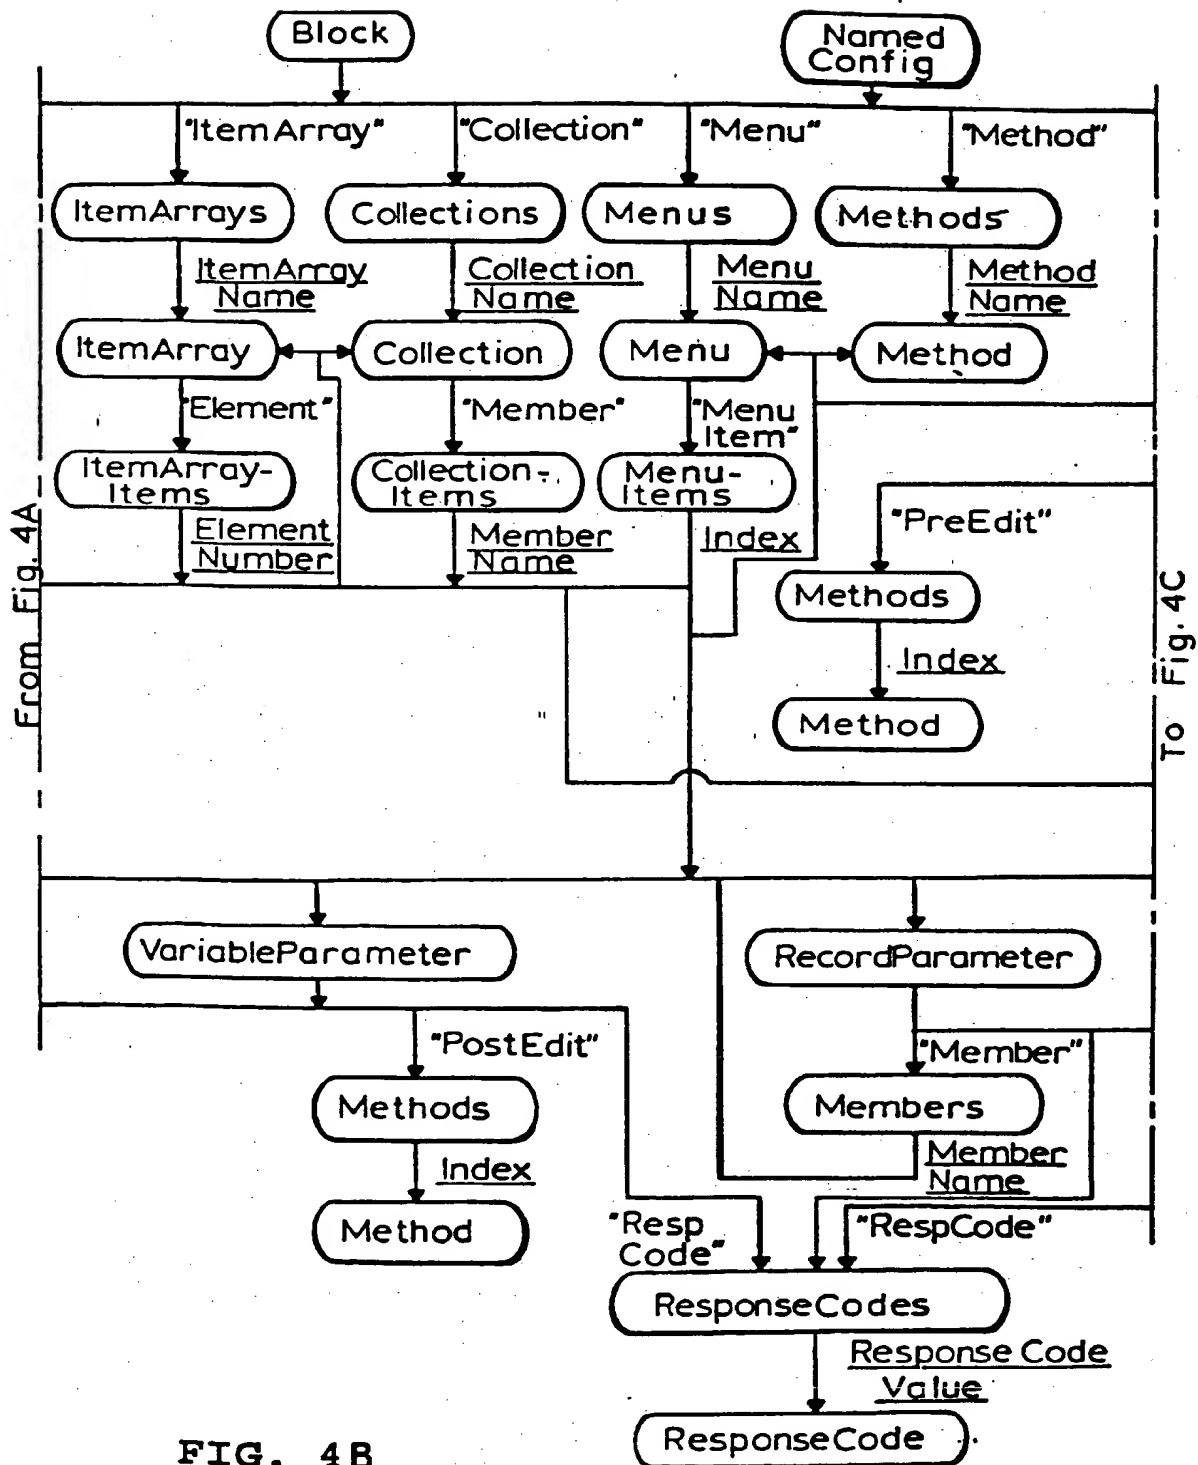 Block
Named
Config
"ItemArray"
"Collection"
"Menu"
"Method"
ItemArrays
Collections
Menus
Methods
ItemArray
Name
Collection
Name
Menu
Name
Method
Name
ItemArray
Collection
Menu
Method
"Element"
"Member"
"Menu
Item"
ItemArray-
Items
Collection-
Items
Menu-
Items
"PreEdit"
Element
Number
Member
Name
Index
Methods
Index
Method
From Fig. 4A
To Fig. 4C
VariableParameter
RecordParameter
"PostEdit"
"Member"
Methods
Members
Index
Member
Name
Method
"Resp
Code"
"RespCode"
ResponseCodes
Response Code
Value
ResponseCode
FIG. 4B